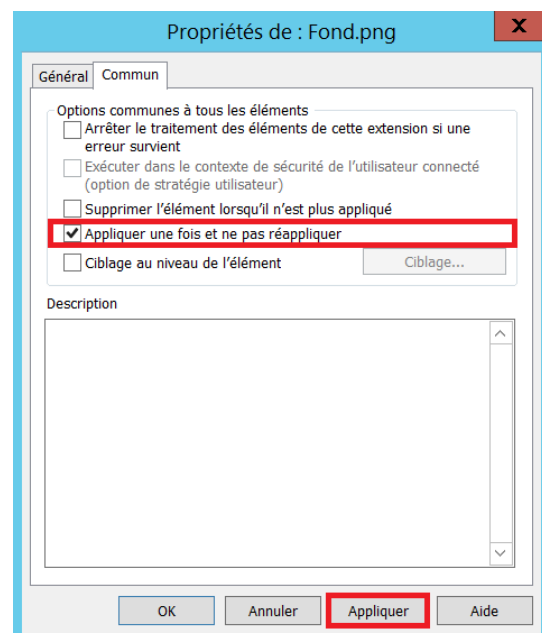 Propriétés de : Fond.png
X
Général
Commun
Options communes à tous les éléments
Arrêter le traitement des éléments de cette extension si une
erreur survient
Exécuter dans le contexte de sécurité de l'utilisateur connecté
(option de stratégie utilisateur)
Supprimer l'élément lorsqu'il n'est plus appliqué
Appliquer une fois et ne pas réappliquer
Ciblage au niveau de l'élément
Ciblage...
Description
OK
Annuler
Appliquer
Aide